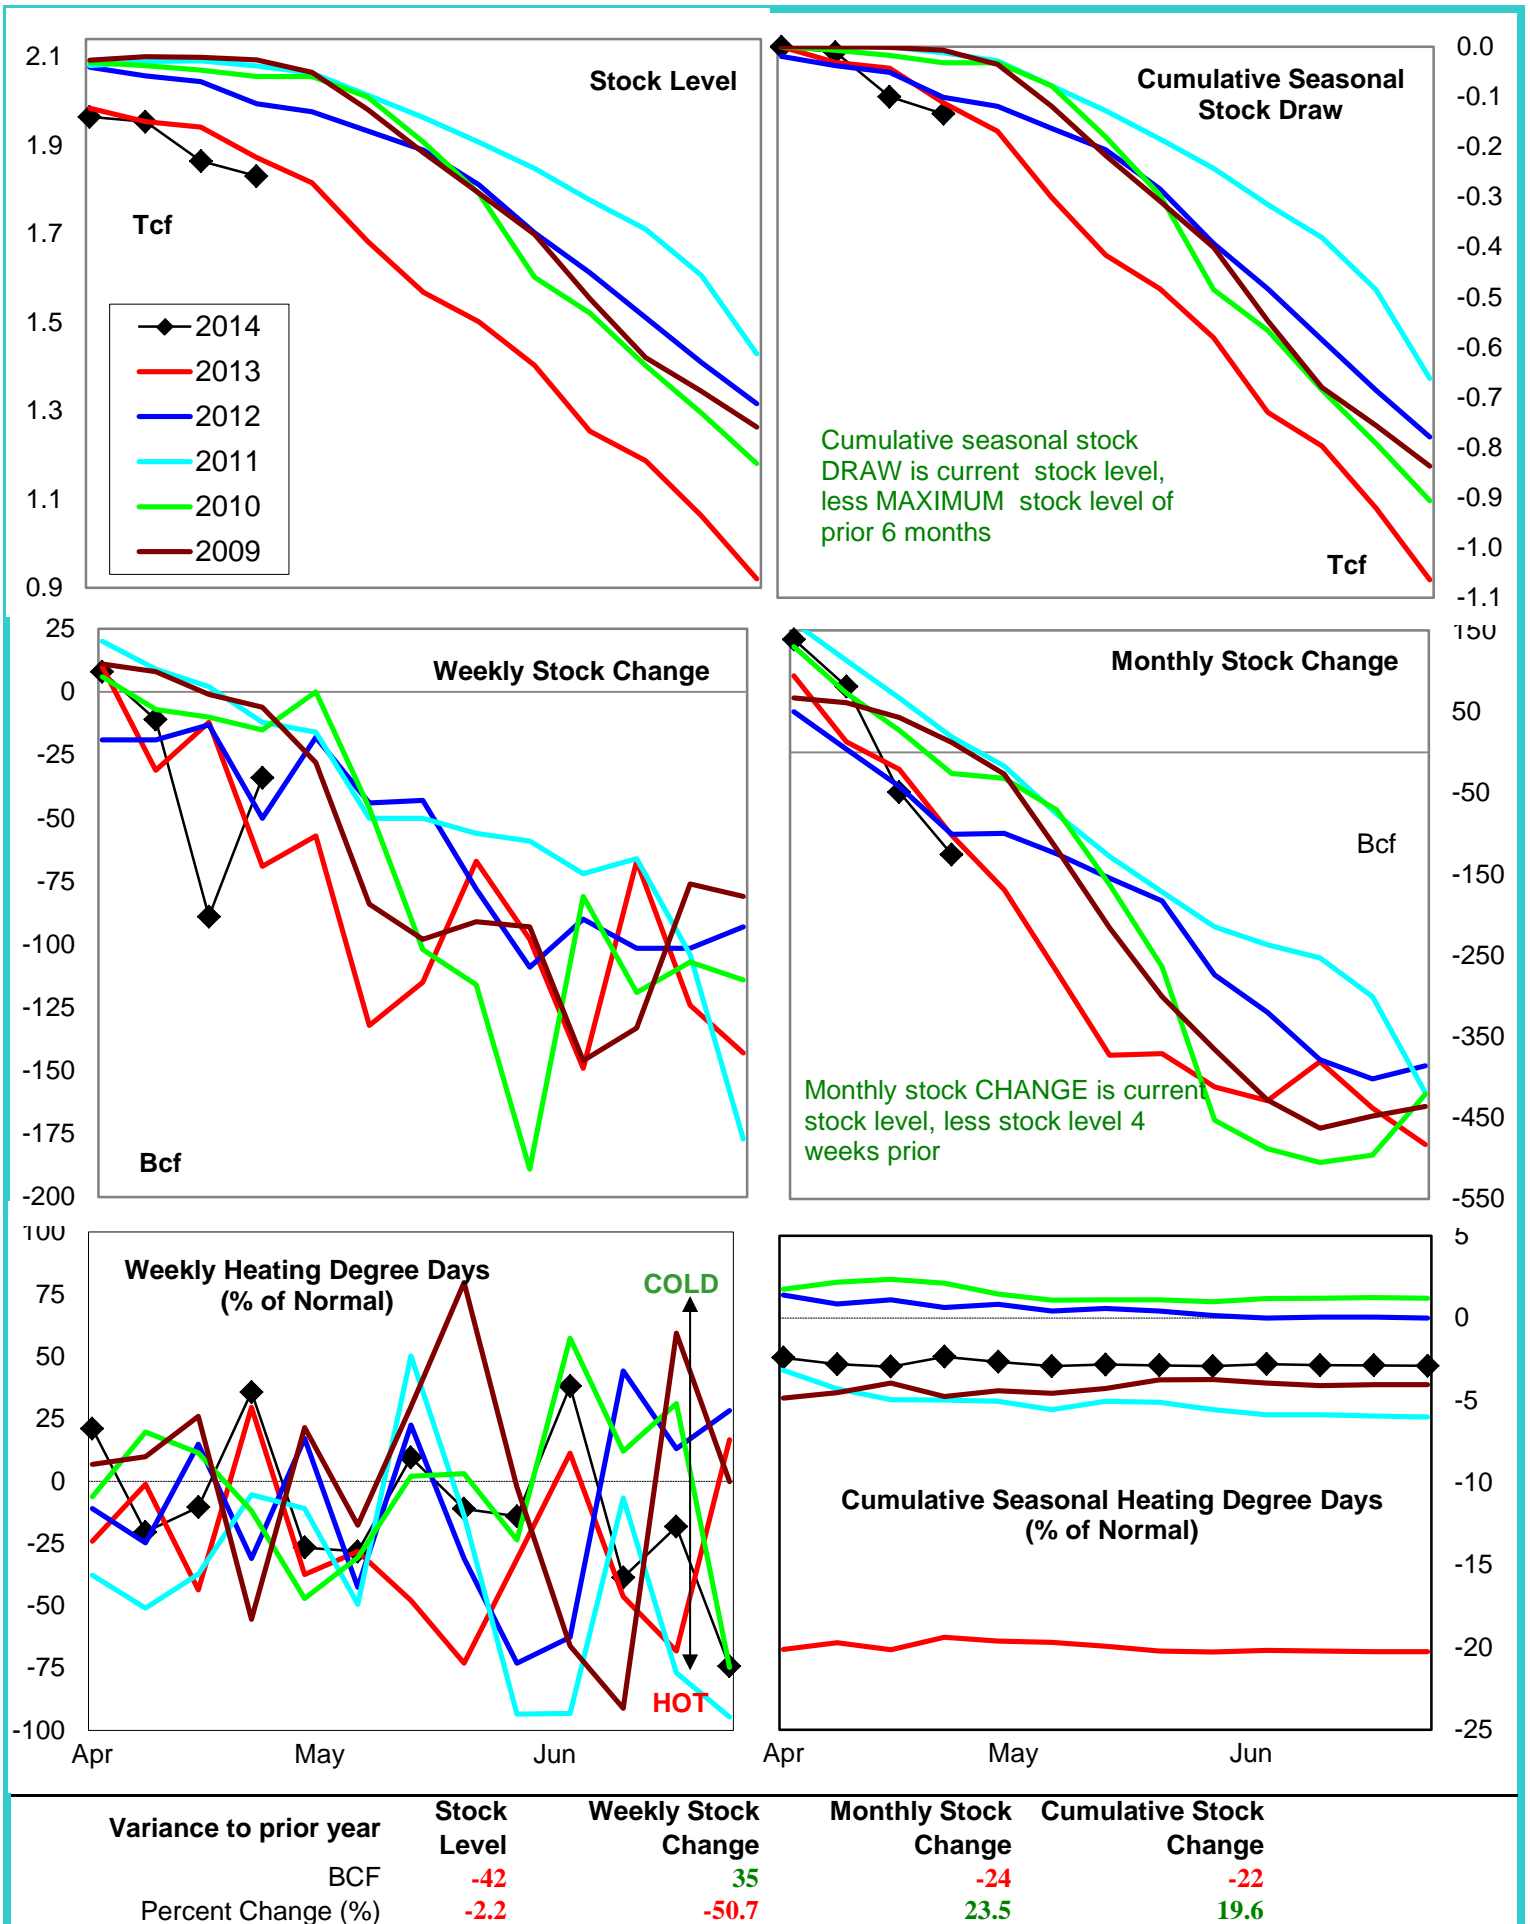 Stock Level
2.1
1.9
1.7
1.5
1.3
1.1
0.9
Tcf
2014
2013
2012
2011
2010
2009
Cumulative Seasonal
Stock Draw
0.0
-0.1
-0.2
-0.3
-0.4
-0.5
-0.6
-0.7
-0.8
-0.9
-1.0
-1.1
Cumulative seasonal stock
DRAW is current stock level,
less MAXIMUM stock level of
prior 6 months
Tcf
Weekly Stock Change
25
0
-25
-50
-75
-100
-125
-150
-175
-200
Bcf
Monthly Stock Change
150
50
-50
-150
-250
-350
-450
-550
Bcf
Monthly stock CHANGE is current
stock level, less stock level 4
weeks prior
Weekly Heating Degree Days
(% of Normal)
COLD
HOT
100
75
50
25
0
-25
-50
-75
-100
Apr May Jun
5
0
-5
-10
-15
-20
-25
Cumulative Seasonal Heating Degree Days
(% of Normal)
Apr May Jun
Variance to prior year
Stock Level
Weekly Stock Change
Monthly Stock Change
Cumulative Stock Change
BCF -42 35 -24 -22
Percent Change (%) -2.2 -50.7 23.5 19.6